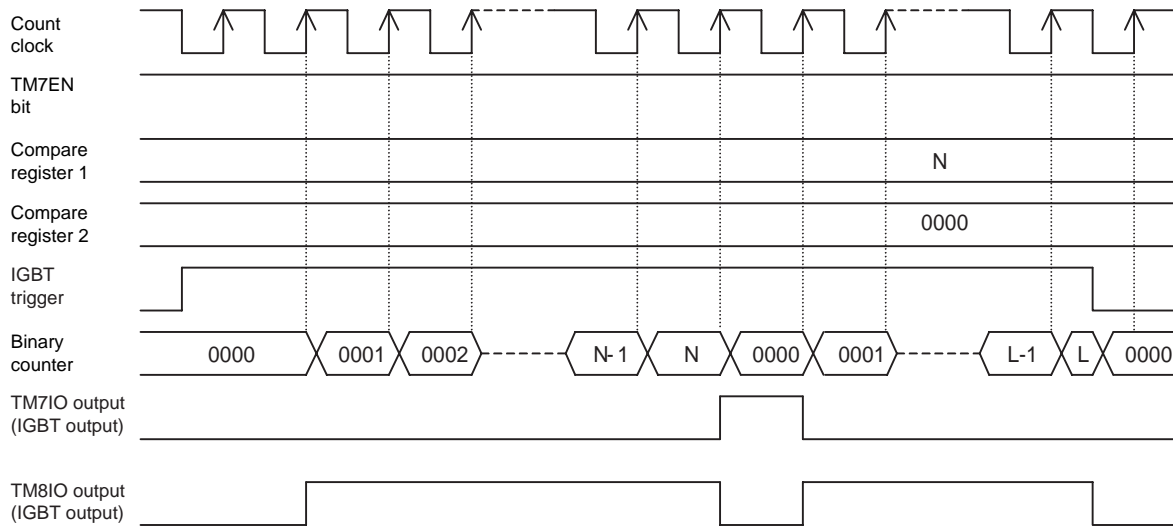 Count
clock
TM7EN
bit
Compare
register 1
N
Compare
register 2
0000
IGBT
trigger
Binary
counter
0000 0001 0002 N-1 N 0000 0001 L-1 L 0000
TM7IO output
(IGBT output)
TM8IO output
(IGBT output)